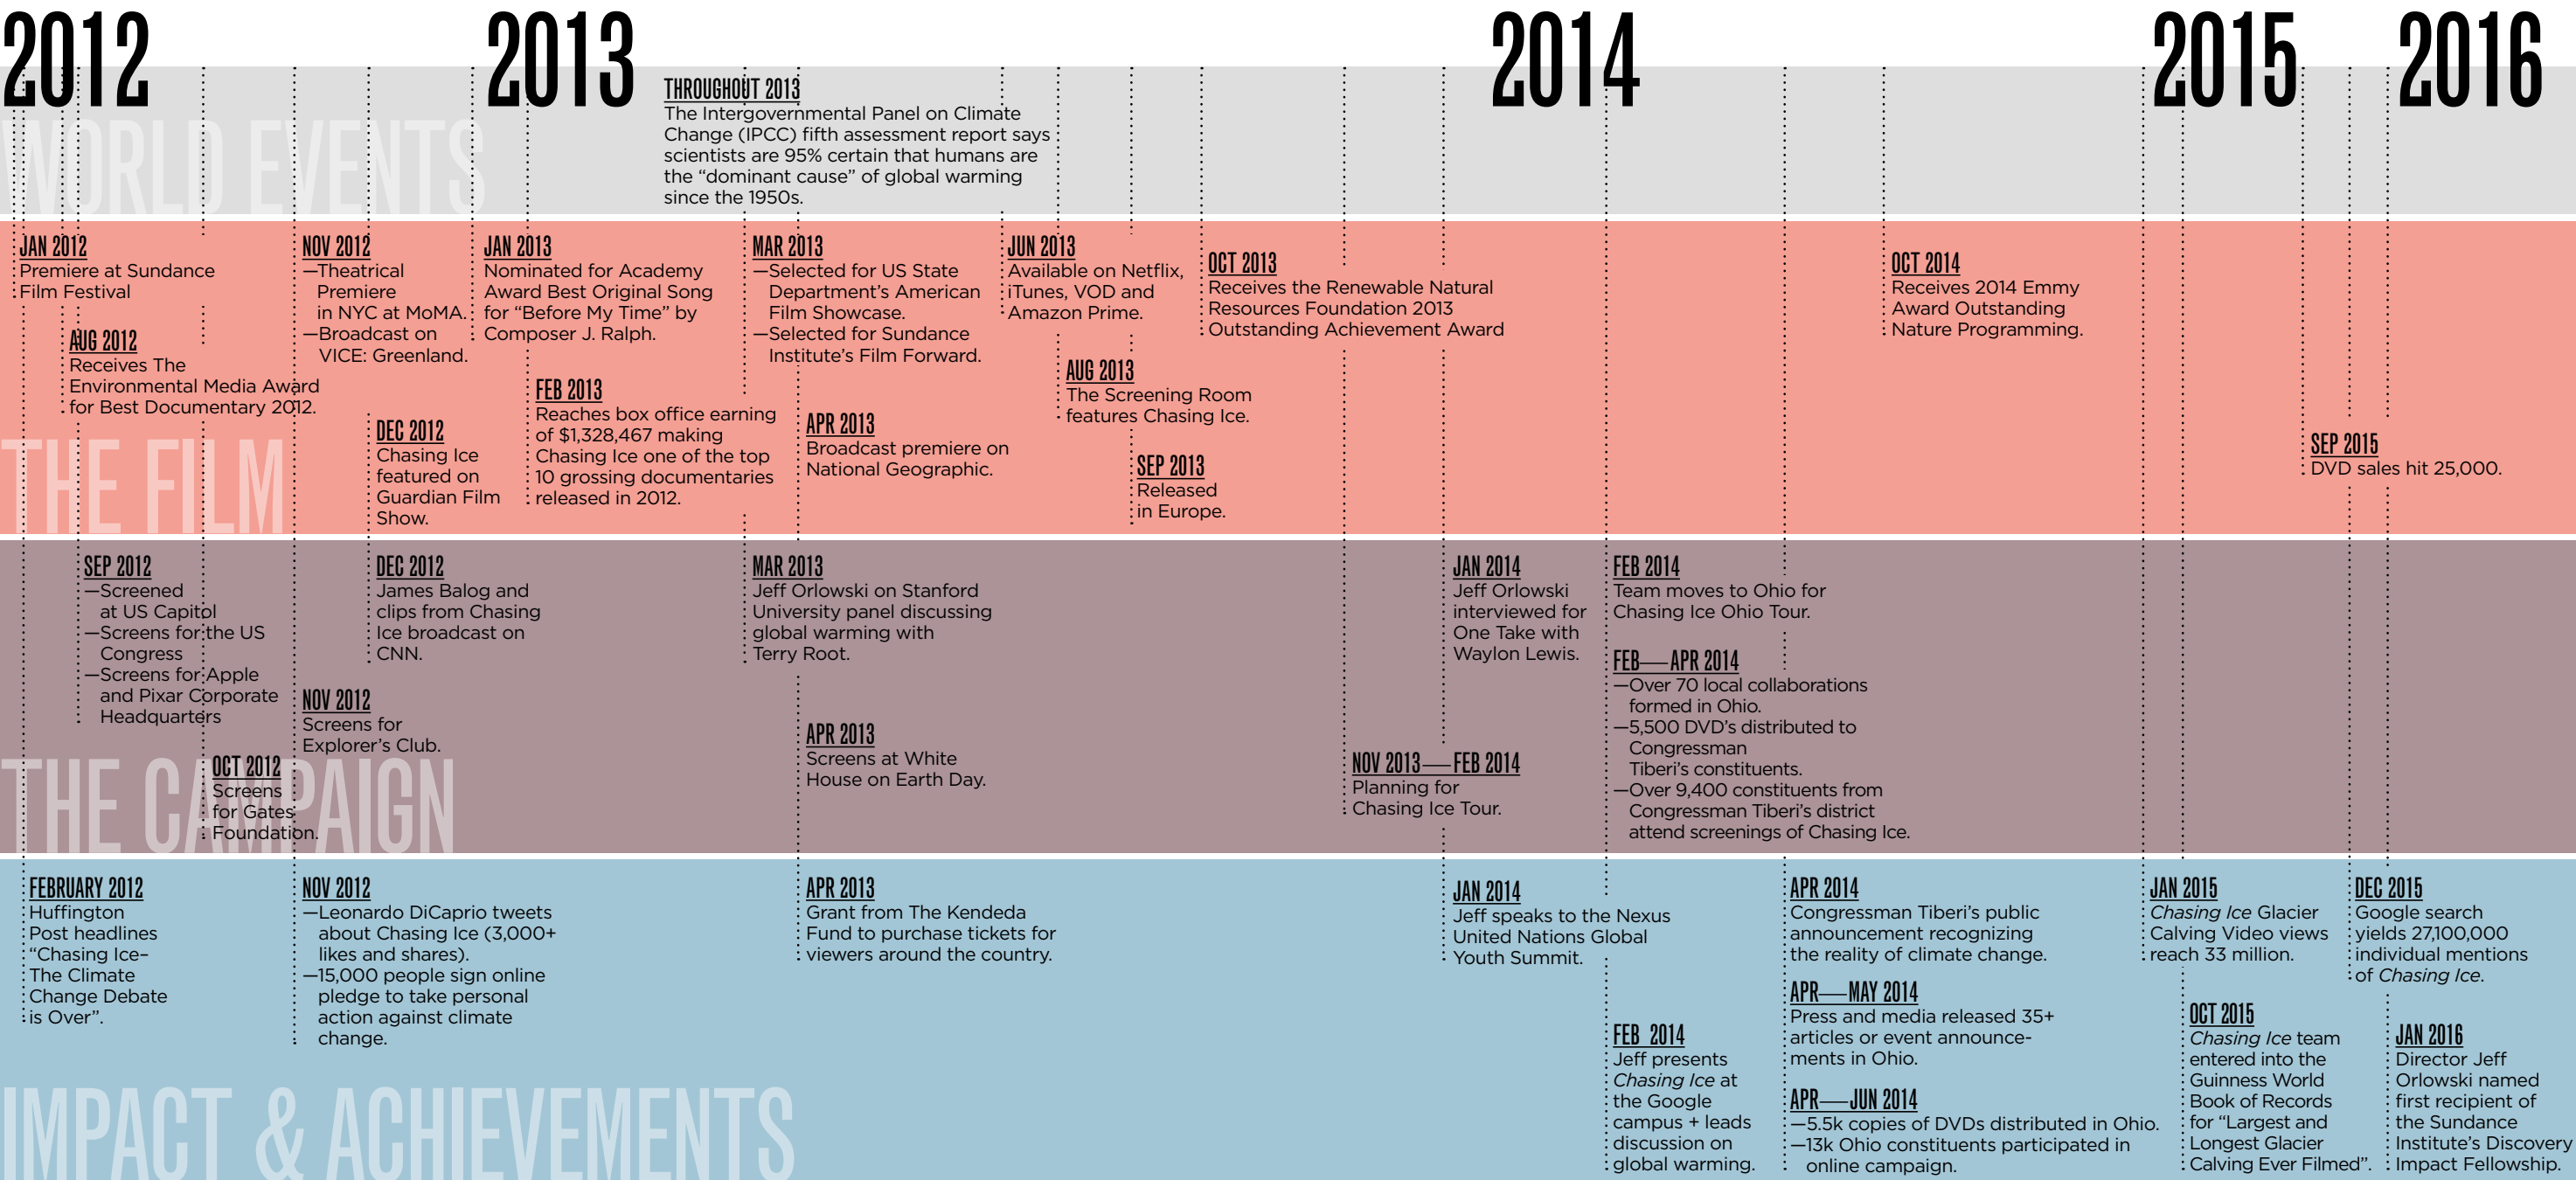 2012
2013
2014
2015
2016
WORLD EVENTS
THROUGHOUT 2013
The Intergovernmental Panel on Climate
Change (IPCC) fifth assessment report says
scientists are 95% certain that humans are
the “dominant cause” of global warming
since the 1950s.
THE FILM
JAN 2012
Premiere at Sundance
Film Festival
AUG 2012
Receives The
Environmental Media Award
for Best Documentary 2012.
NOV 2012
—Theatrical
Premiere
in NYC at MoMA.
—Broadcast on
VICE: Greenland.
DEC 2012
Chasing Ice
featured on
Guardian Film
Show.
JAN 2013
Nominated for Academy
Award Best Original Song
for “Before My Time” by
Composer J. Ralph.
FEB 2013
Reaches box office earning
of $1,328,467 making
Chasing Ice one of the top
10 grossing documentaries
released in 2012.
MAR 2013
—Selected for US State
Department’s American
Film Showcase.
—Selected for Sundance
Institute’s Film Forward.
APR 2013
Broadcast premiere on
National Geographic.
JUN 2013
Available on Netflix,
iTunes, VOD and
Amazon Prime.
AUG 2013
The Screening Room
features Chasing Ice.
SEP 2013
Released
in Europe.
OCT 2013
Receives the Renewable Natural
Resources Foundation 2013
Outstanding Achievement Award
OCT 2014
Receives 2014 Emmy
Award Outstanding
Nature Programming.
SEP 2015
DVD sales hit 25,000.
THE CAMPAIGN
SEP 2012
—Screened
at US Capitol
—Screens for the US
Congress
—Screens for Apple
and Pixar Corporate
Headquarters
OCT 2012
Screens
for Gates
Foundation.
NOV 2012
Screens for
Explorer’s Club.
DEC 2012
James Balog and
clips from Chasing
Ice broadcast on
CNN.
MAR 2013
Jeff Orlowski on Stanford
University panel discussing
global warming with
Terry Root.
APR 2013
Screens at White
House on Earth Day.
NOV 2013—FEB 2014
Planning for
Chasing Ice Tour.
JAN 2014
Jeff Orlowski
interviewed for
One Take with
Waylon Lewis.
FEB 2014
Team moves to Ohio for
Chasing Ice Ohio Tour.
FEB—APR 2014
—Over 70 local collaborations
formed in Ohio.
—5,500 DVD’s distributed to
Congressman
Tiberi’s constituents.
—Over 9,400 constituents from
Congressman Tiberi’s district
attend screenings of Chasing Ice.
IMPACT & ACHIEVEMENTS
FEBRUARY 2012
Huffington
Post headlines
“Chasing Ice–
The Climate
Change Debate
is Over”.
NOV 2012
—Leonardo DiCaprio tweets
about Chasing Ice (3,000+
likes and shares).
—15,000 people sign online
pledge to take personal
action against climate
change.
APR 2013
Grant from The Kendeda
Fund to purchase tickets for
viewers around the country.
JAN 2014
Jeff speaks to the Nexus
United Nations Global
Youth Summit.
FEB 2014
Jeff presents
Chasing Ice at
the Google
campus + leads
discussion on
global warming.
APR 2014
Congressman Tiberi’s public
announcement recognizing
the reality of climate change.
APR—MAY 2014
Press and media released 35+
articles or event announce-
ments in Ohio.
APR—JUN 2014
—5.5k copies of DVDs distributed in Ohio.
—13k Ohio constituents participated in
online campaign.
JAN 2015
Chasing Ice Glacier
Calving Video views
reach 33 million.
OCT 2015
Chasing Ice team
entered into the
Guinness World
Book of Records
for “Largest and
Longest Glacier
Calving Ever Filmed”.
DEC 2015
Google search
yields 27,100,000
individual mentions
of Chasing Ice.
JAN 2016
Director Jeff
Orlowski named
first recipient of
the Sundance
Institute’s Discovery
Impact Fellowship.